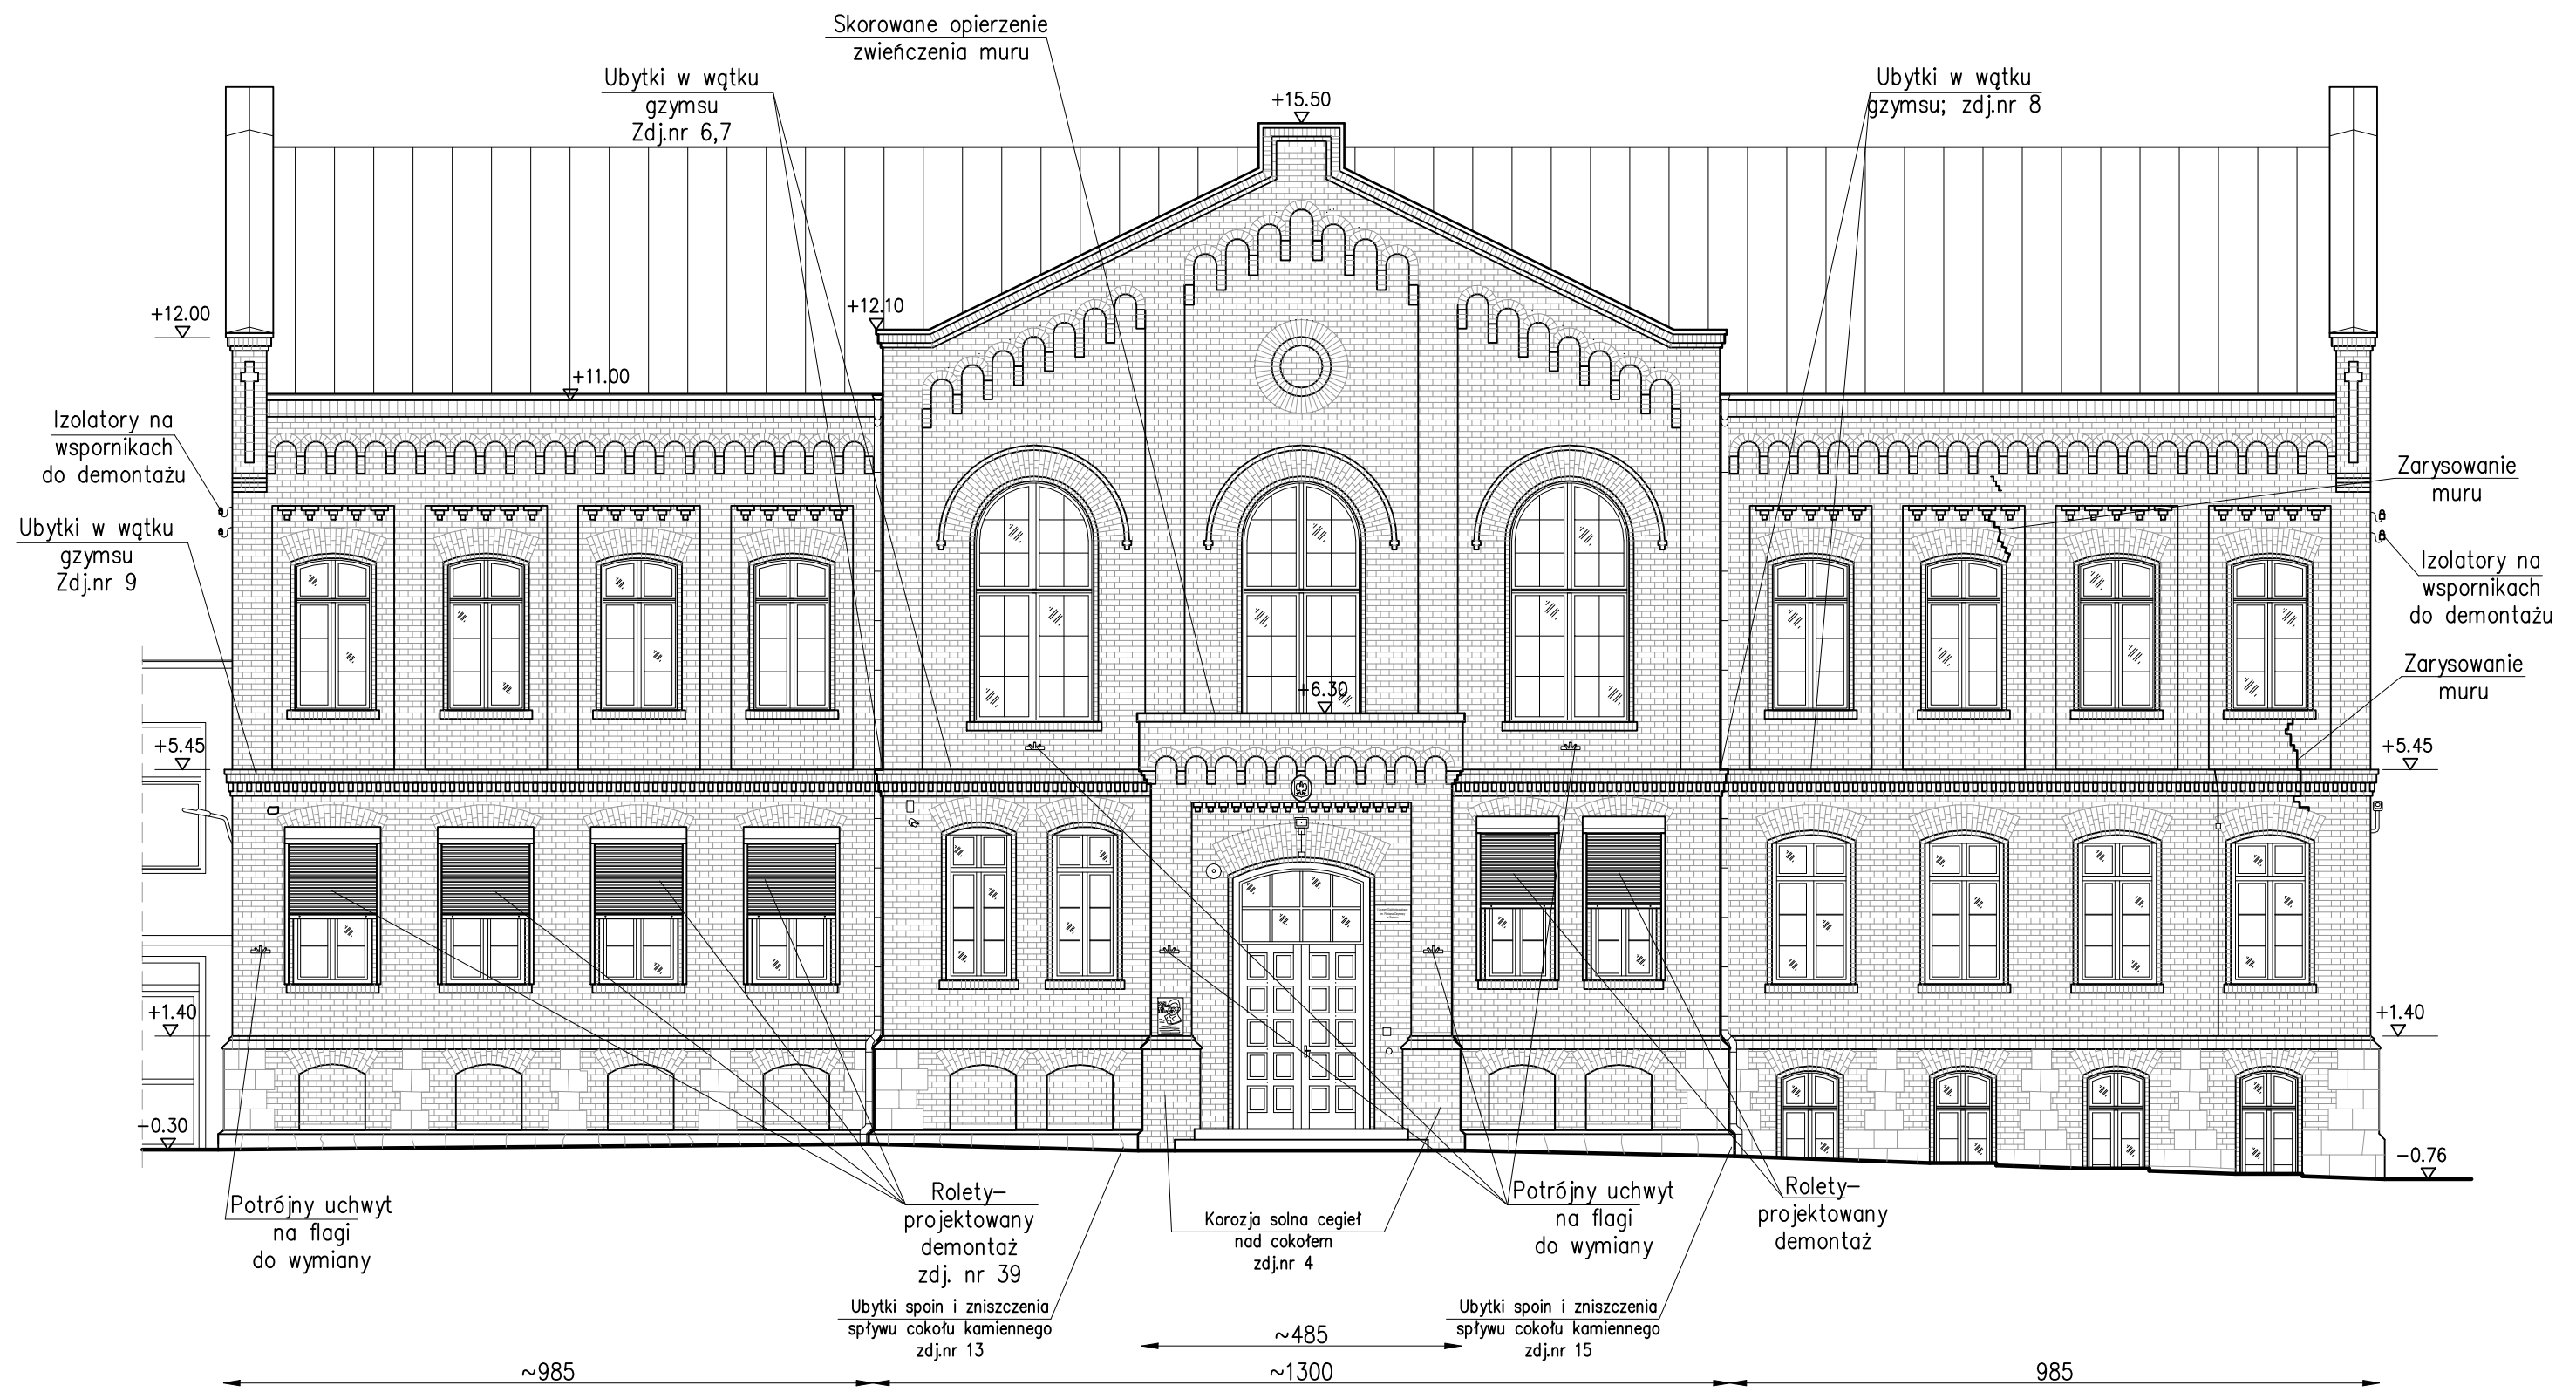 Skorowane opierzenie
zwieńczenia muru
Ubytki w wątku
gzymsu
Zdj.nr 6,7
Ubytki w wątku
gzymsu; zdj.nr 8
+15.50
+12.00
+12.10
+11.00
Izolatory na
wspornikach
do demontażu
Ubytki w wątku
gzymsu
Zdj.nr 9
Zarysowanie
muru
Izolatory na
wspornikach
do demontażu
Zarysowanie
muru
+6.30
+5.45
+5.45
+1.40
+1.40
-0.30
-0.76
Potrójny uchwyt
na flagi
do wymiany
Rolety-
projektowany
demontaż
zdj. nr 39
Korozja solna cegieł
nad cokołem
zdj.nr 4
Potrójny uchwyt
na flagi
do wymiany
Rolety-
projektowany
demontaż
Ubytki spoin i zniszczenia
spływu cokołu kamiennego
zdj.nr 13
Ubytki spoin i zniszczenia
spływu cokołu kamiennego
zdj.nr 15
~485
~985
~1300
985